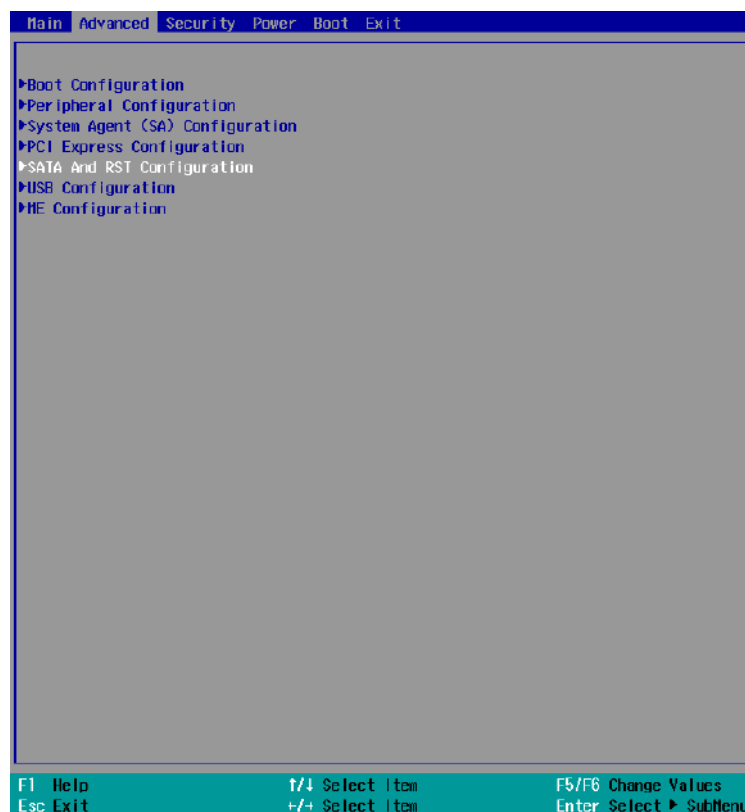 Main Advanced Security Power Boot Exit
▶Boot Configuration
▶Peripheral Configuration
▶System Agent (SA) Configuration
▶PCI Express Configuration
▶SATA And RST Configuration
▶USB Configuration
▶ME Configuration
F1 Help ↑/↓ Select Item F5/F6 Change Values
Esc Exit ←/→ Select Item Enter Select ▶ SubMenu